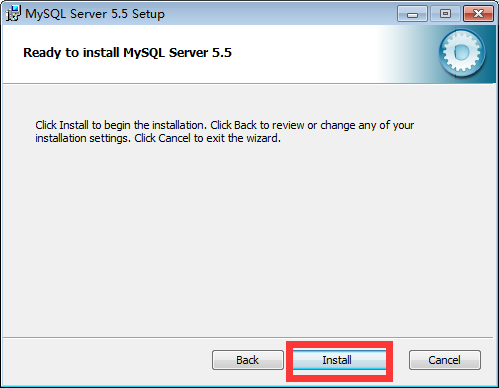 MySQL Server 5.5 Setup
Ready to install MySQL Server 5.5
Click Install to begin the installation. Click Back to review or change any of your
installation settings. Click Cancel to exit the wizard.
Back Install Cancel